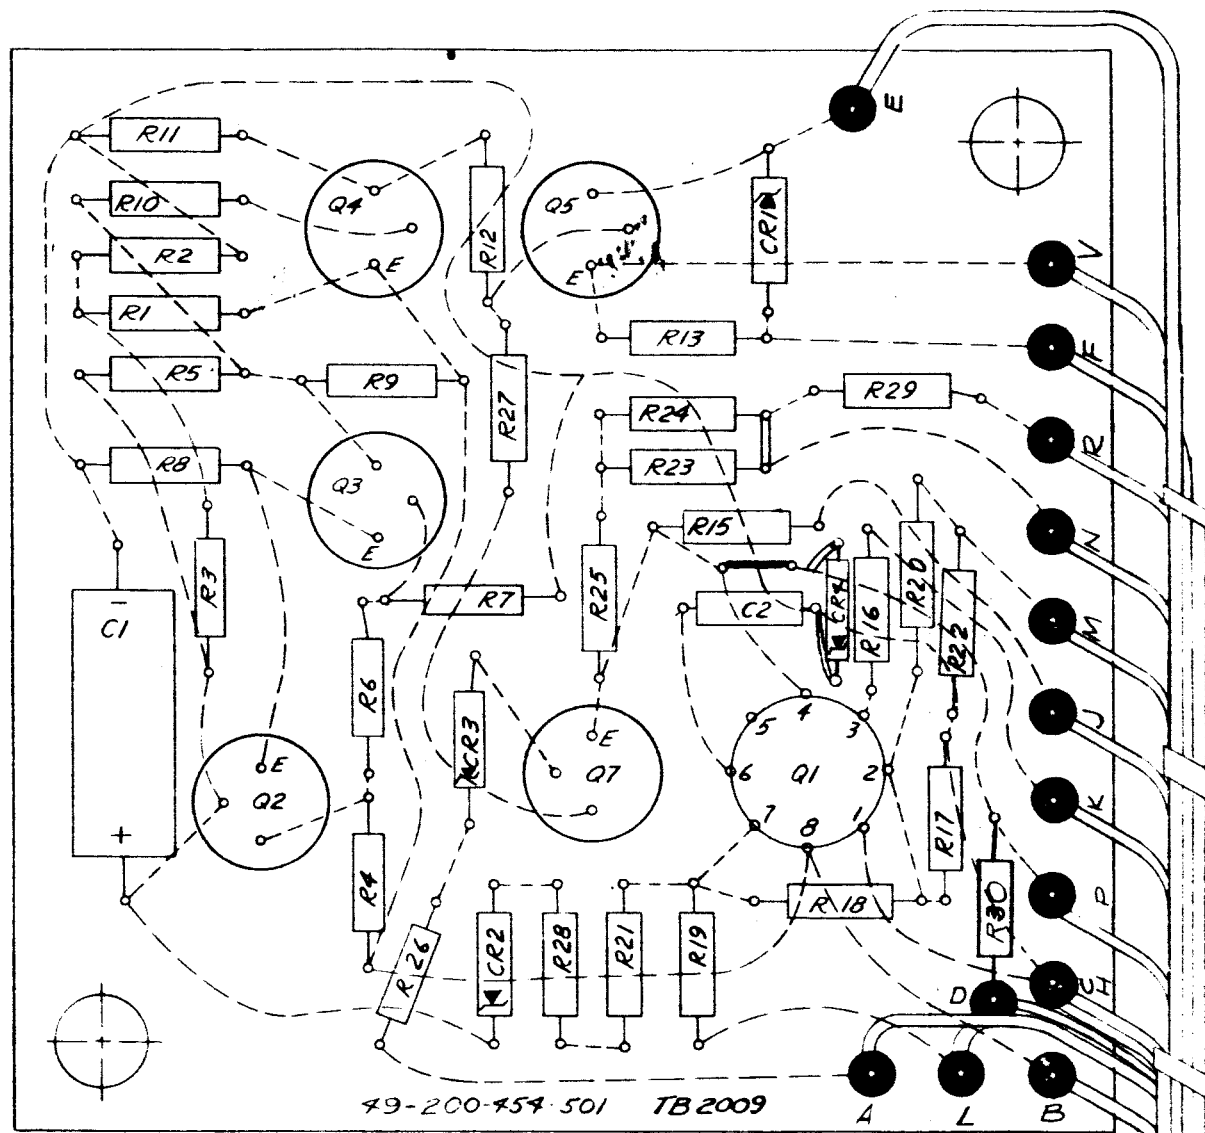 E
R11
R10
Q4
R12
Q5
CR1
R2
E
E
V
R1
R13
F
R5
R9
R27
R24
R29
R23
R
R8
Q3
R15
N
E
R3
R25
R20
CR4
R16
R7
C2
R22
M
−
C1
R6
CR3
4
5
3
J
E
E
Q7
6
Q1
2
Q2
K
7
8
1
R17
+
R4
R18
P
R30
R26
CR2
R28
R21
R19
D
H
49-200-454-501 TB2009
A
L
B